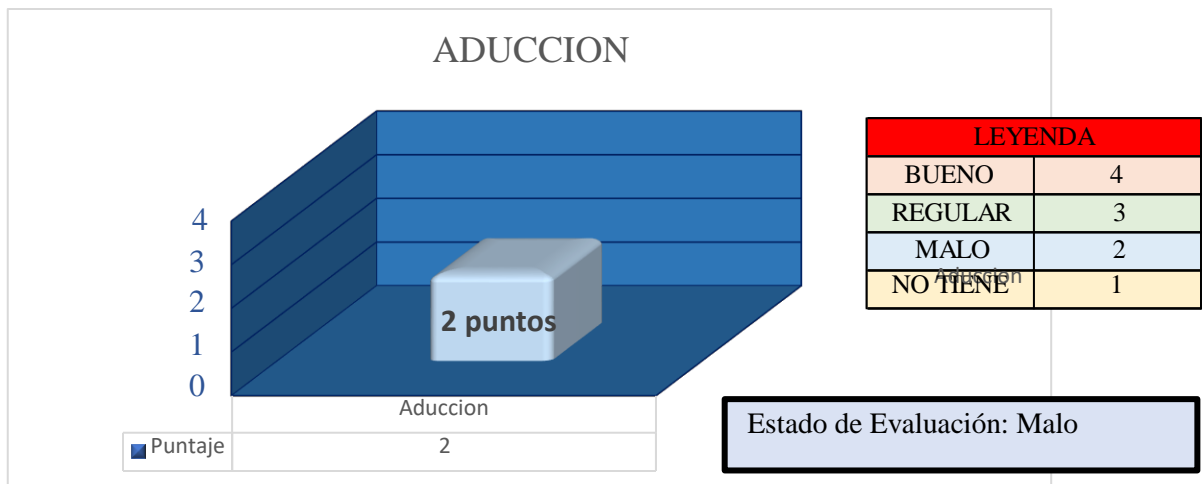 ADUCCION
4
3
2
1
0
2 puntos
Aduccion
Puntaje 2
LEYENDA
BUENO 4
REGULAR 3
MALO 2
Aduccion
NO TIENE 1
Estado de Evaluación: Malo